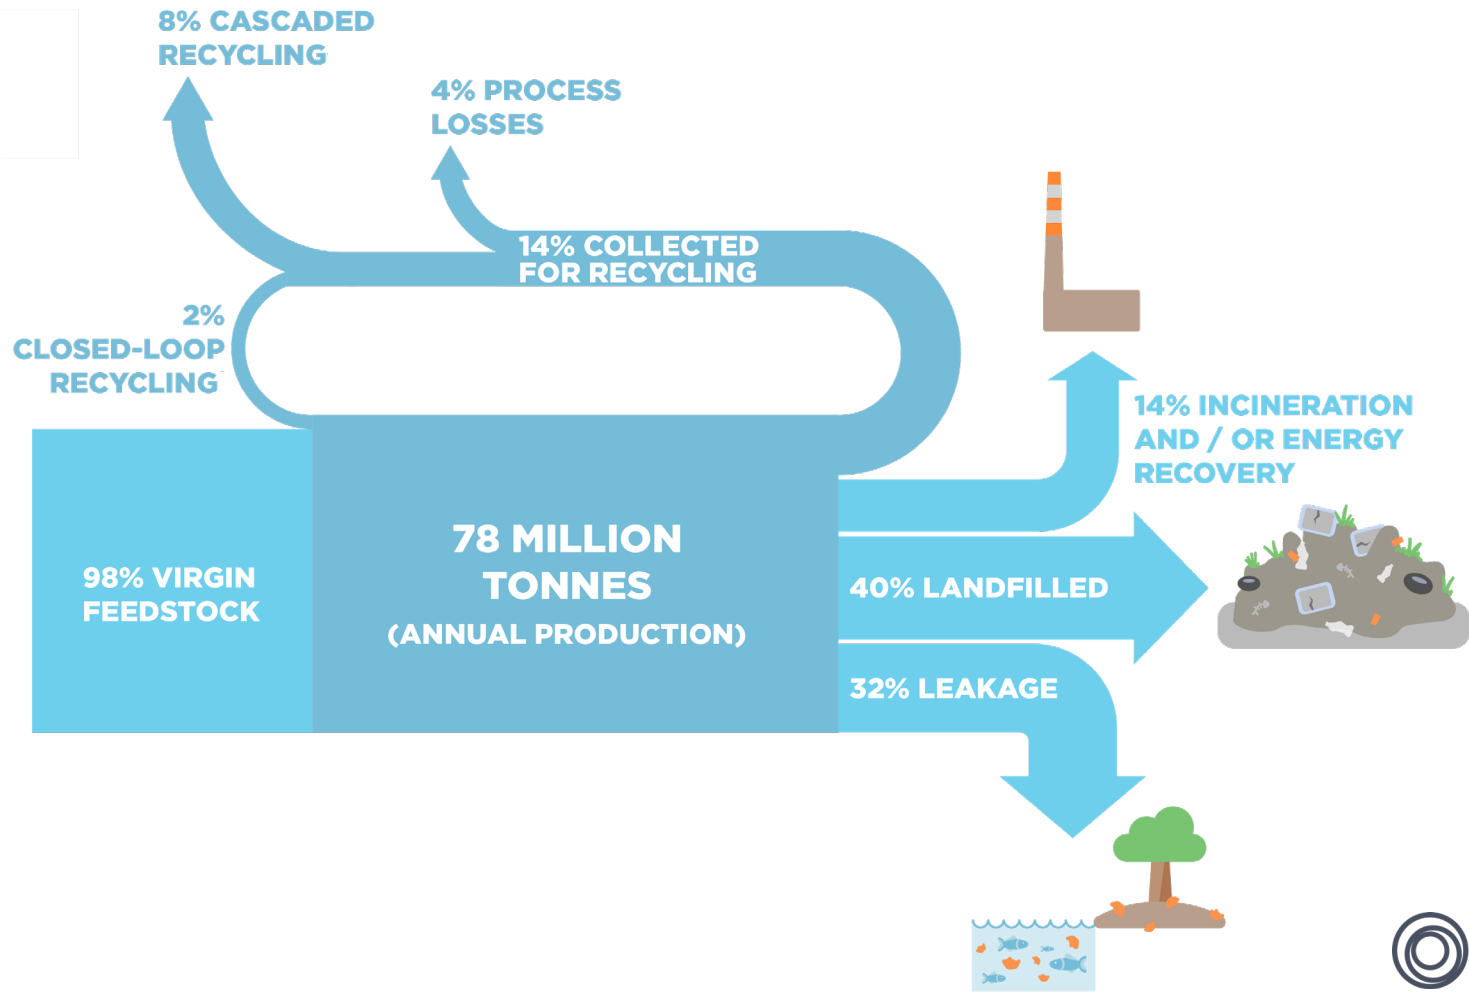 8% CASCADED
RECYCLING
4% PROCESS
LOSSES
14% COLLECTED
FOR RECYCLING
2%
CLOSED-LOOP
RECYCLING
14% INCINERATION
AND / OR ENERGY
RECOVERY
98% VIRGIN
FEEDSTOCK
78 MILLION
TONNES
(ANNUAL PRODUCTION)
40% LANDFILLED
32% LEAKAGE